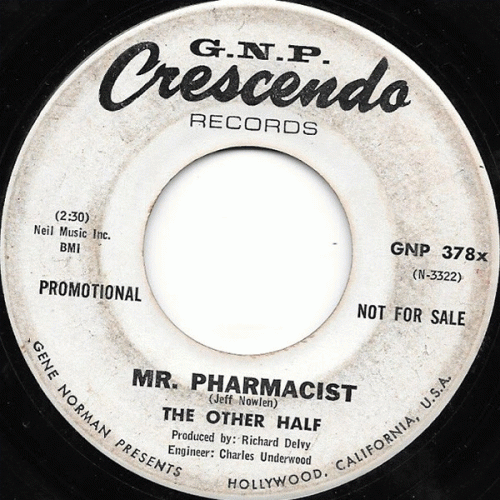 G.N.P.
Crescendo
RECORDS
(2:30)
Neil Music Inc.
BMI
GNP 378x
(N-3322)
PROMOTIONAL
NOT FOR SALE
MR. PHARMACIST
(Jeff Nowlen)
THE OTHER HALF
Produced by: Richard Delvy
Engineer: Charles Underwood
GENE NORMAN PRESENTS
HOLLYWOOD, CALIFORNIA, U.S.A.